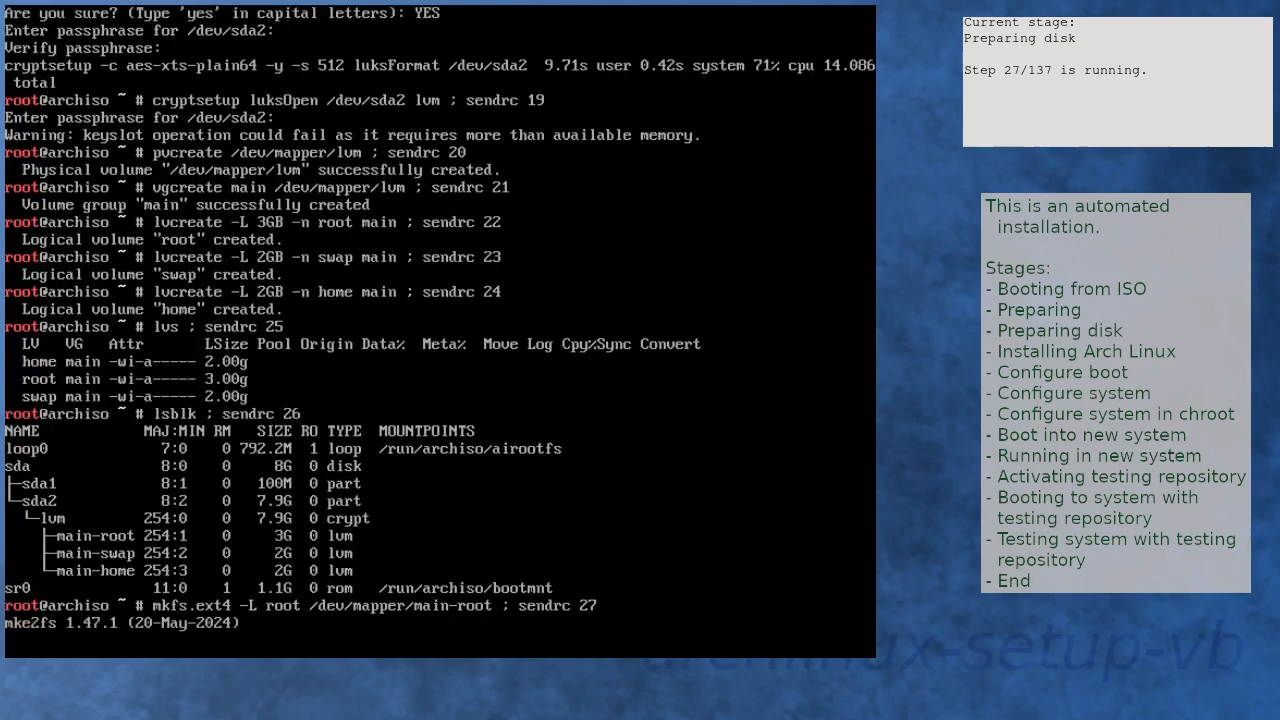 Are you sure? (Type 'yes' in capital letters): YES
Enter passphrase for /dev/sda2:
Verify passphrase:
cryptsetup -c aes-xts-plain64 -y -s 512 luksFormat /dev/sda2  9.71s user 0.42s system 71% cpu 14.086
 total
root@archiso ~ # cryptsetup luksOpen /dev/sda2 lvm ; sendrc 19
Enter passphrase for /dev/sda2:
Warning: keyslot operation could fail as it requires more than available memory.
root@archiso ~ # pvcreate /dev/mapper/lvm ; sendrc 20
  Physical volume "/dev/mapper/lvm" successfully created.
root@archiso ~ # vgcreate main /dev/mapper/lvm ; sendrc 21
  Volume group "main" successfully created
root@archiso ~ # lvcreate -L 3GB -n root main ; sendrc 22
  Logical volume "root" created.
root@archiso ~ # lvcreate -L 2GB -n swap main ; sendrc 23
  Logical volume "swap" created.
root@archiso ~ # lvcreate -L 2GB -n home main ; sendrc 24
  Logical volume "home" created.
root@archiso ~ # lvs ; sendrc 25
  LV   VG   Attr       LSize Pool Origin Data%  Meta%  Move Log Cpy%Sync Convert
  home main -wi-a----- 2.00g
  root main -wi-a----- 3.00g
  swap main -wi-a----- 2.00g
root@archiso ~ # lsblk ; sendrc 26
NAME            MAJ:MIN RM   SIZE RO TYPE  MOUNTPOINTS
loop0             7:0    0 792.2M  1 loop  /run/archiso/airootfs
sda               8:0    0     8G  0 disk
├─sda1            8:1    0   100M  0 part
└─sda2            8:2    0   7.9G  0 part
  └─lvm         254:0    0   7.9G  0 crypt
    ├─main-root 254:1    0     3G  0 lvm
    ├─main-swap 254:2    0     2G  0 lvm
    └─main-home 254:3    0     2G  0 lvm
sr0              11:0    1   1.1G  0 rom   /run/archiso/bootmnt
root@archiso ~ # mkfs.ext4 -L root /dev/mapper/main-root ; sendrc 27
mke2fs 1.47.1 (20-May-2024)
Current stage:
Preparing disk
Step 27/137 is running.
This is an automated
installation.
Stages:
- Booting from ISO
- Preparing
- Preparing disk
- Installing Arch Linux
- Configure boot
- Configure system
- Configure system in chroot
- Boot into new system
- Running in new system
- Activating testing repository
- Booting to system with
testing repository
- Testing system with testing
repository
- End
archlinux-setup-vb